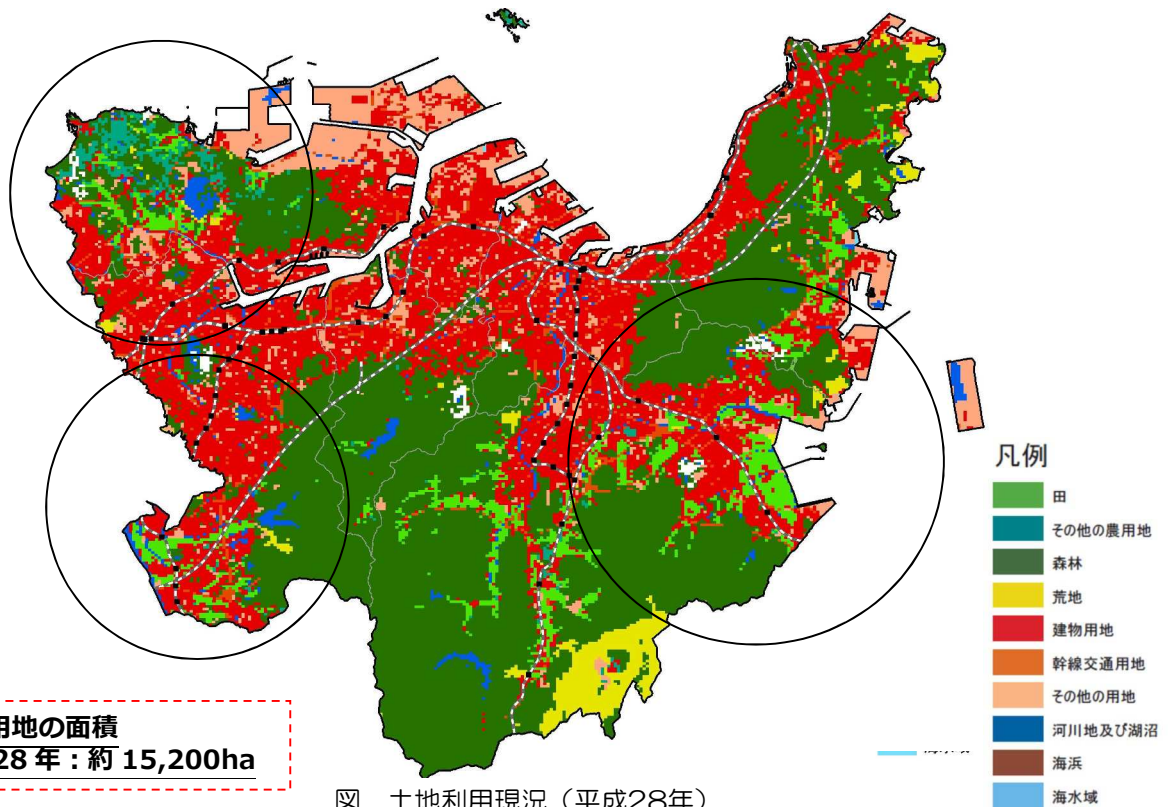 凡例
田
その他の農用地
森林
荒地
建物用地
幹線交通用地
その他の用地
河川地及び湖沼
海浜
海水域
用地の面積
28 年：約 15,200ha
図 土地利用現況（平成28年）